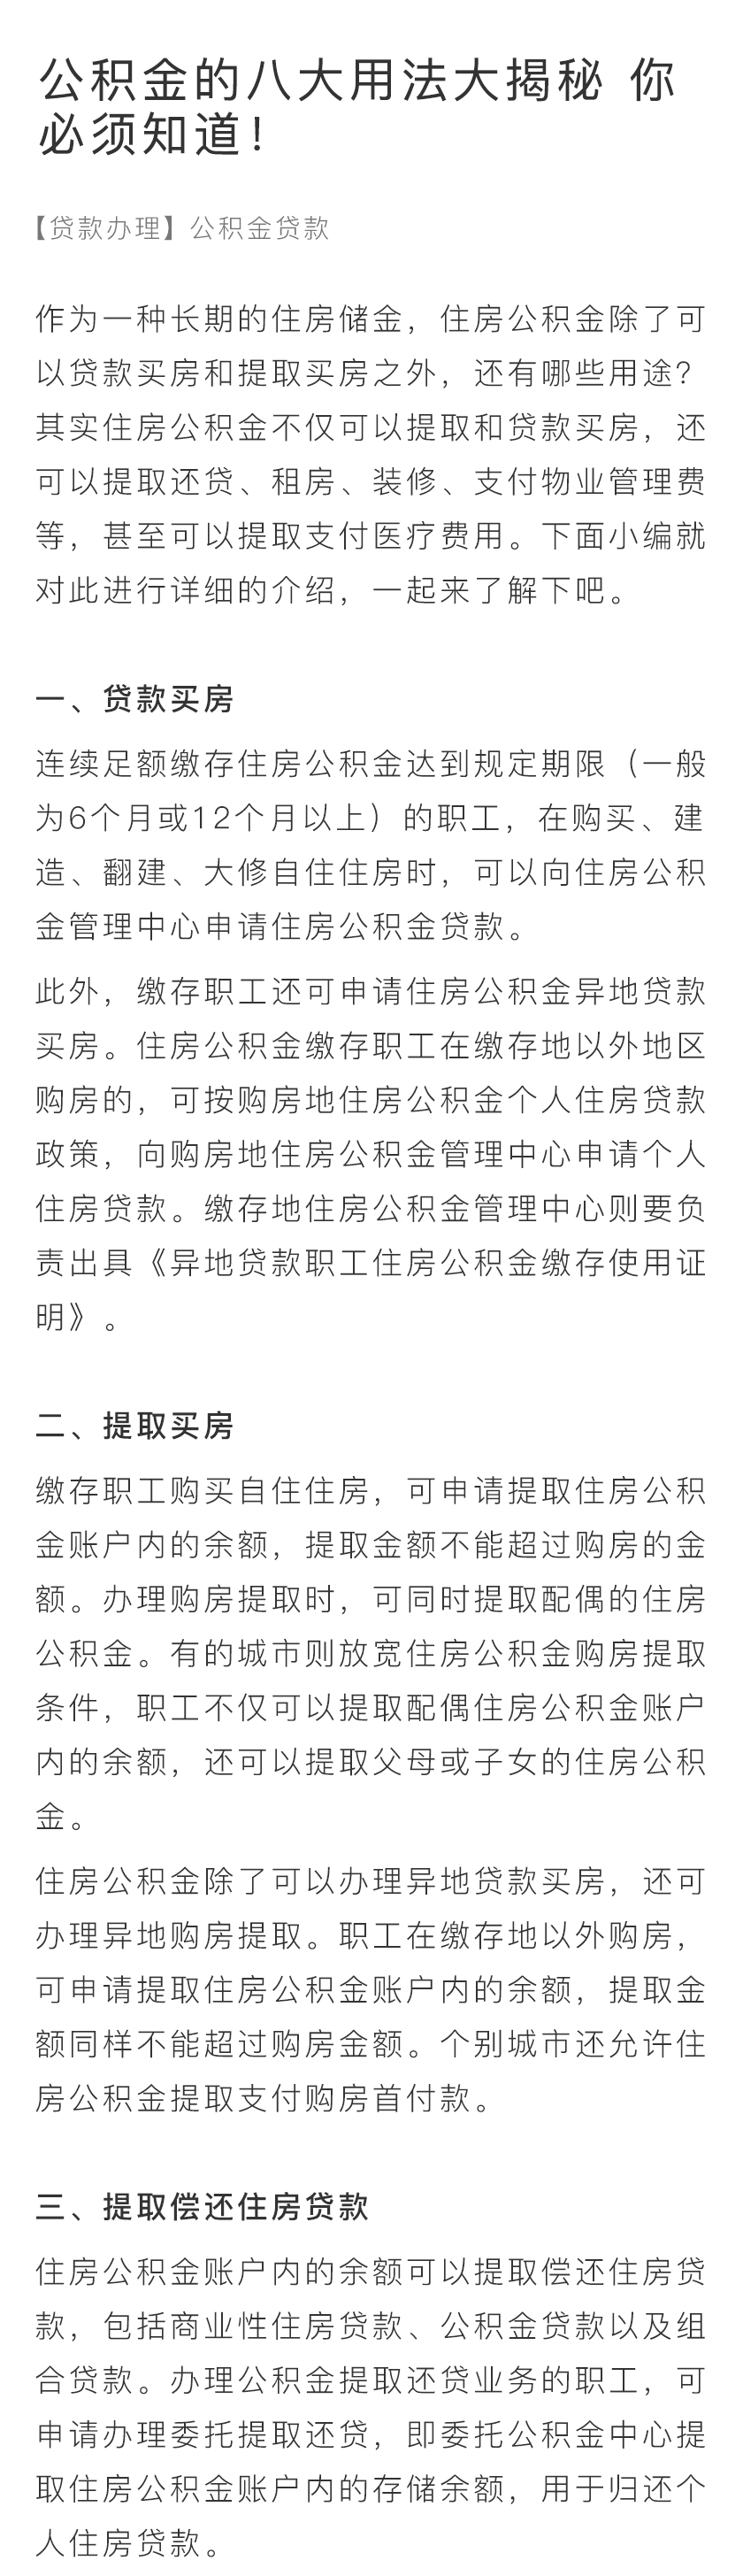 公积金的八大用法大揭秘 你
必须知道！
【贷款办理】公积金贷款
作为一种长期的住房储金，住房公积金除了可
以贷款买房和提取买房之外，还有哪些用途？
其实住房公积金不仅可以提取和贷款买房，还
可以提取还贷、租房、装修、支付物业管理费
等，甚至可以提取支付医疗费用。下面小编就
对此进行详细的介绍，一起来了解下吧。
一、贷款买房
连续足额缴存住房公积金达到规定期限（一般
为6个月或12个月以上）的职工，在购买、建
造、翻建、大修自住住房时，可以向住房公积
金管理中心申请住房公积金贷款。
此外，缴存职工还可申请住房公积金异地贷款
买房。住房公积金缴存职工在缴存地以外地区
购房的，可按购房地住房公积金个人住房贷款
政策，向购房地住房公积金管理中心申请个人
住房贷款。缴存地住房公积金管理中心则要负
责出具《异地贷款职工住房公积金缴存使用证
明》。
二、提取买房
缴存职工购买自住住房，可申请提取住房公积
金账户内的余额，提取金额不能超过购房的金
额。办理购房提取时，可同时提取配偶的住房
公积金。有的城市则放宽住房公积金购房提取
条件，职工不仅可以提取配偶住房公积金账户
内的余额，还可以提取父母或子女的住房公积
金。
住房公积金除了可以办理异地贷款买房，还可
办理异地购房提取。职工在缴存地以外购房，
可申请提取住房公积金账户内的余额，提取金
额同样不能超过购房金额。个别城市还允许住
房公积金提取支付购房首付款。
三、提取偿还住房贷款
住房公积金账户内的余额可以提取偿还住房贷
款，包括商业性住房贷款、公积金贷款以及组
合贷款。办理公积金提取还贷业务的职工，可
申请办理委托提取还贷，即委托公积金中心提
取住房公积金账户内的存储余额，用于归还个
人住房贷款。